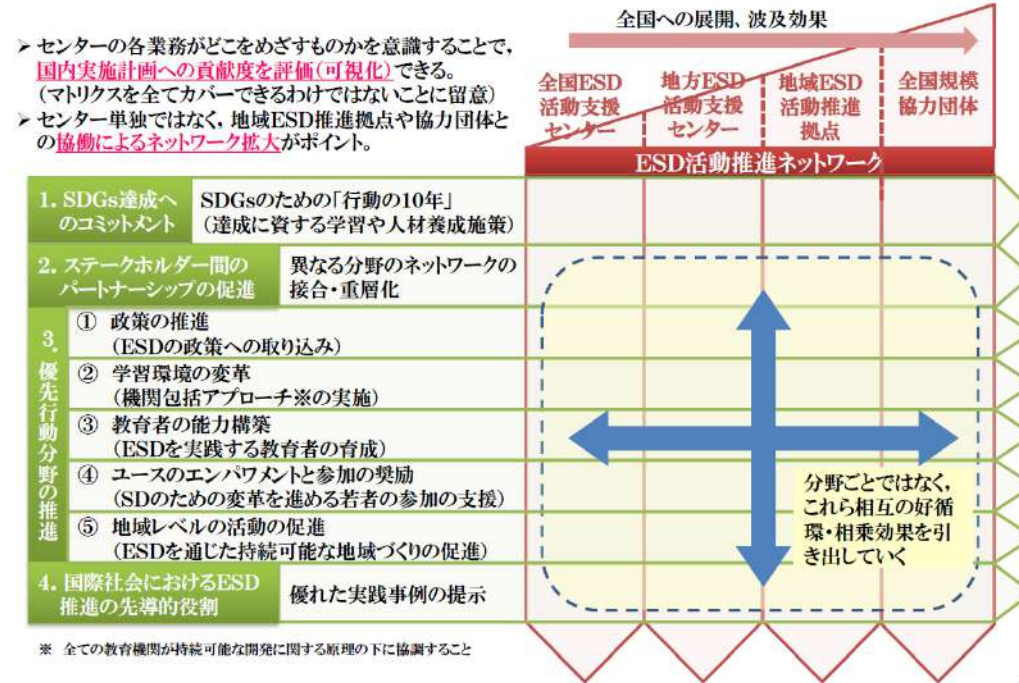 ➢ センターの各業務がどこをめざすものかを意識することで、
国内実施計画への貢献度を評価(可視化)できる。
(マトリクスを全てカバーできるわけではないことに留意)
➢ センター単独ではなく、地域ESD推進拠点や協力団体と
の協働によるネットワーク拡大がポイント。
全国への展開、波及効果
全国ESD
活動支援
センター
地方ESD
活動支援
センター
地域ESD
活動推進
拠点
全国規模
協力団体
ESD活動推進ネットワーク
1. SDGs達成へ
のコミットメント
SDGsのための「行動の10年」
(達成に資する学習や人材養成施策)
2. ステークホルダー間の
パートナーシップの促進
異なる分野のネットワークの
接合・重層化
3. 優先行動分野の推進
① 政策の推進
(ESDの政策への取り込み)
② 学習環境の変革
(機関包括アプローチ※の実施)
③ 教育者の能力構築
(ESDを実践する教育者の育成)
④ ユースのエンパワメントと参加の奨励
(SDのための変革を進める若者の参加の支援)
⑤ 地域レベルの活動の促進
(ESDを通じた持続可能な地域づくりの促進)
分野ごとではなく、
これら相互の好循
環・相乗効果を引
き出していく
4. 国際社会におけるESD
推進の先導的役割
優れた実践事例の提示
※ 全ての教育機関が持続可能な開発に関する原理の下に協調すること